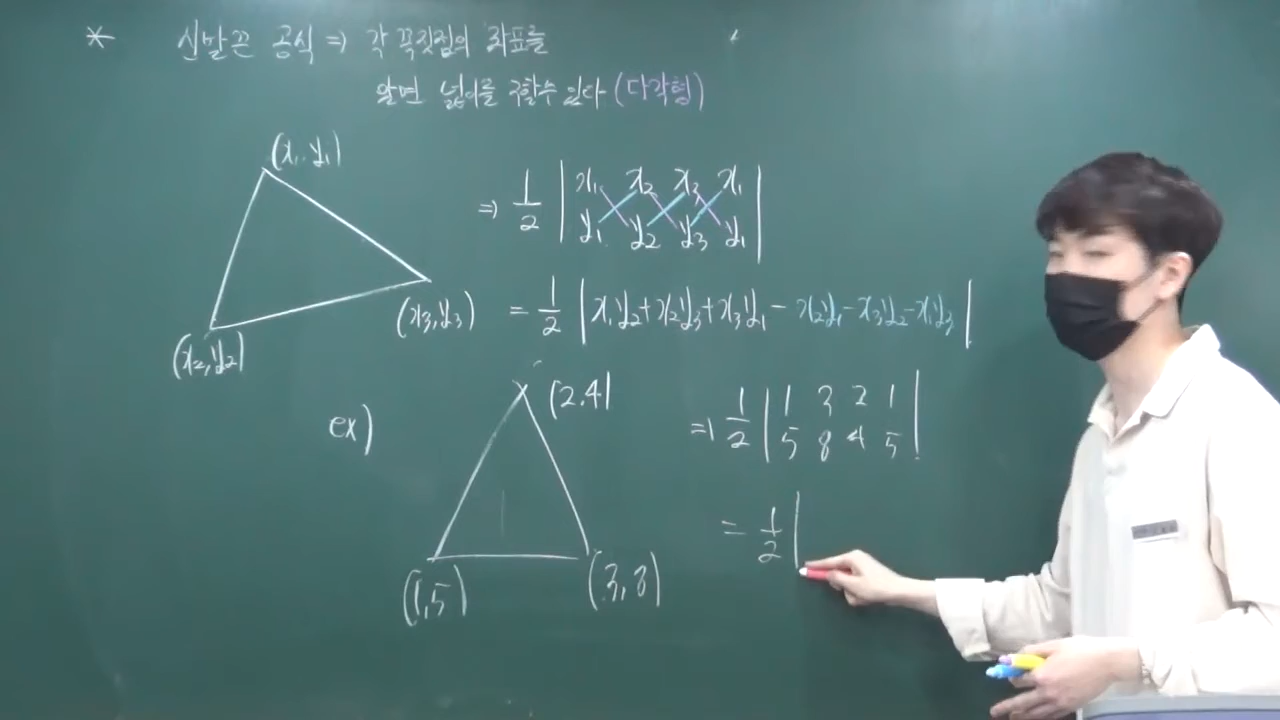 * 신발끈 공식 ⇒ 각 꼭짓점의 좌표를
알면 넓이를 구할수 있다 (다각형)
(x₁, y₁)
(x₂, y₂)
(x₃, y₃)
⇒ 1/2 | x₁ x₂ x₃ x₁ |
| y₁ y₂ y₃ y₁ |
= 1/2 | x₁y₂+x₂y₃+x₃y₁ - x₂y₁-x₃y₂-x₁y₃ |
ex)
(2.4)
(1,5)
(3,8)
⇒ 1/2 | 1 3 2 1 |
| 5 8 4 5 |
= 1/2 |